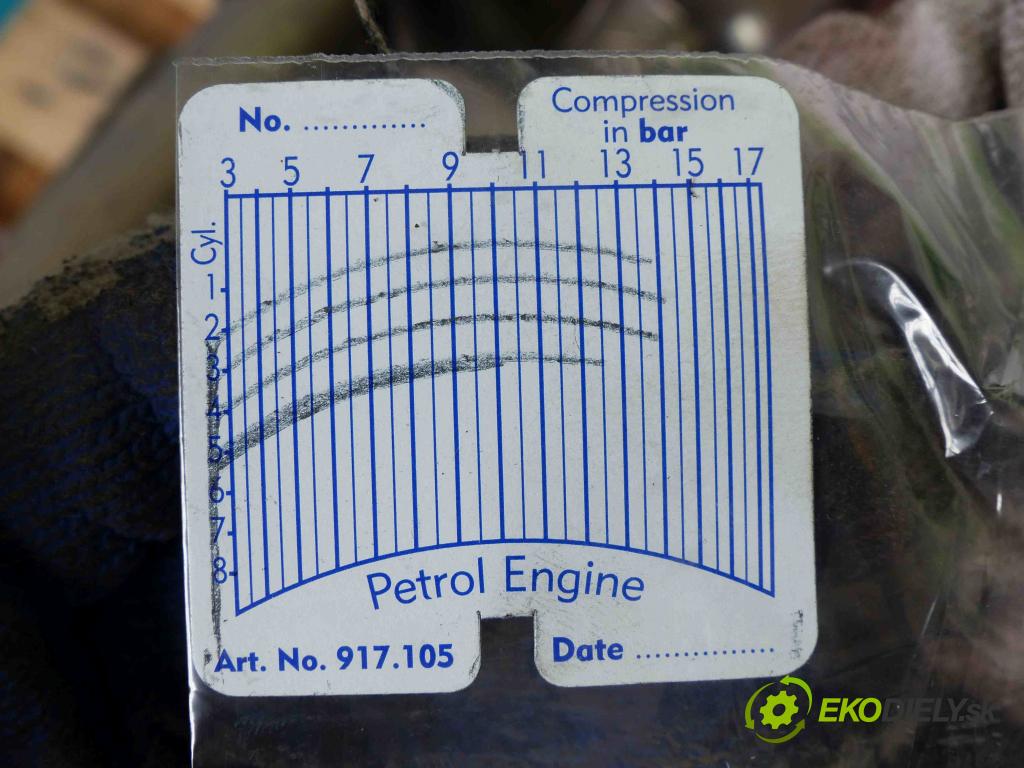 No. .............
Compression
in bar
3 5 7 9 11 13 15 17
Cyl.
1
2
3
4
5
6
7
8
Petrol Engine
Art. No. 917.105
Date ...............
EKODIELY.sk